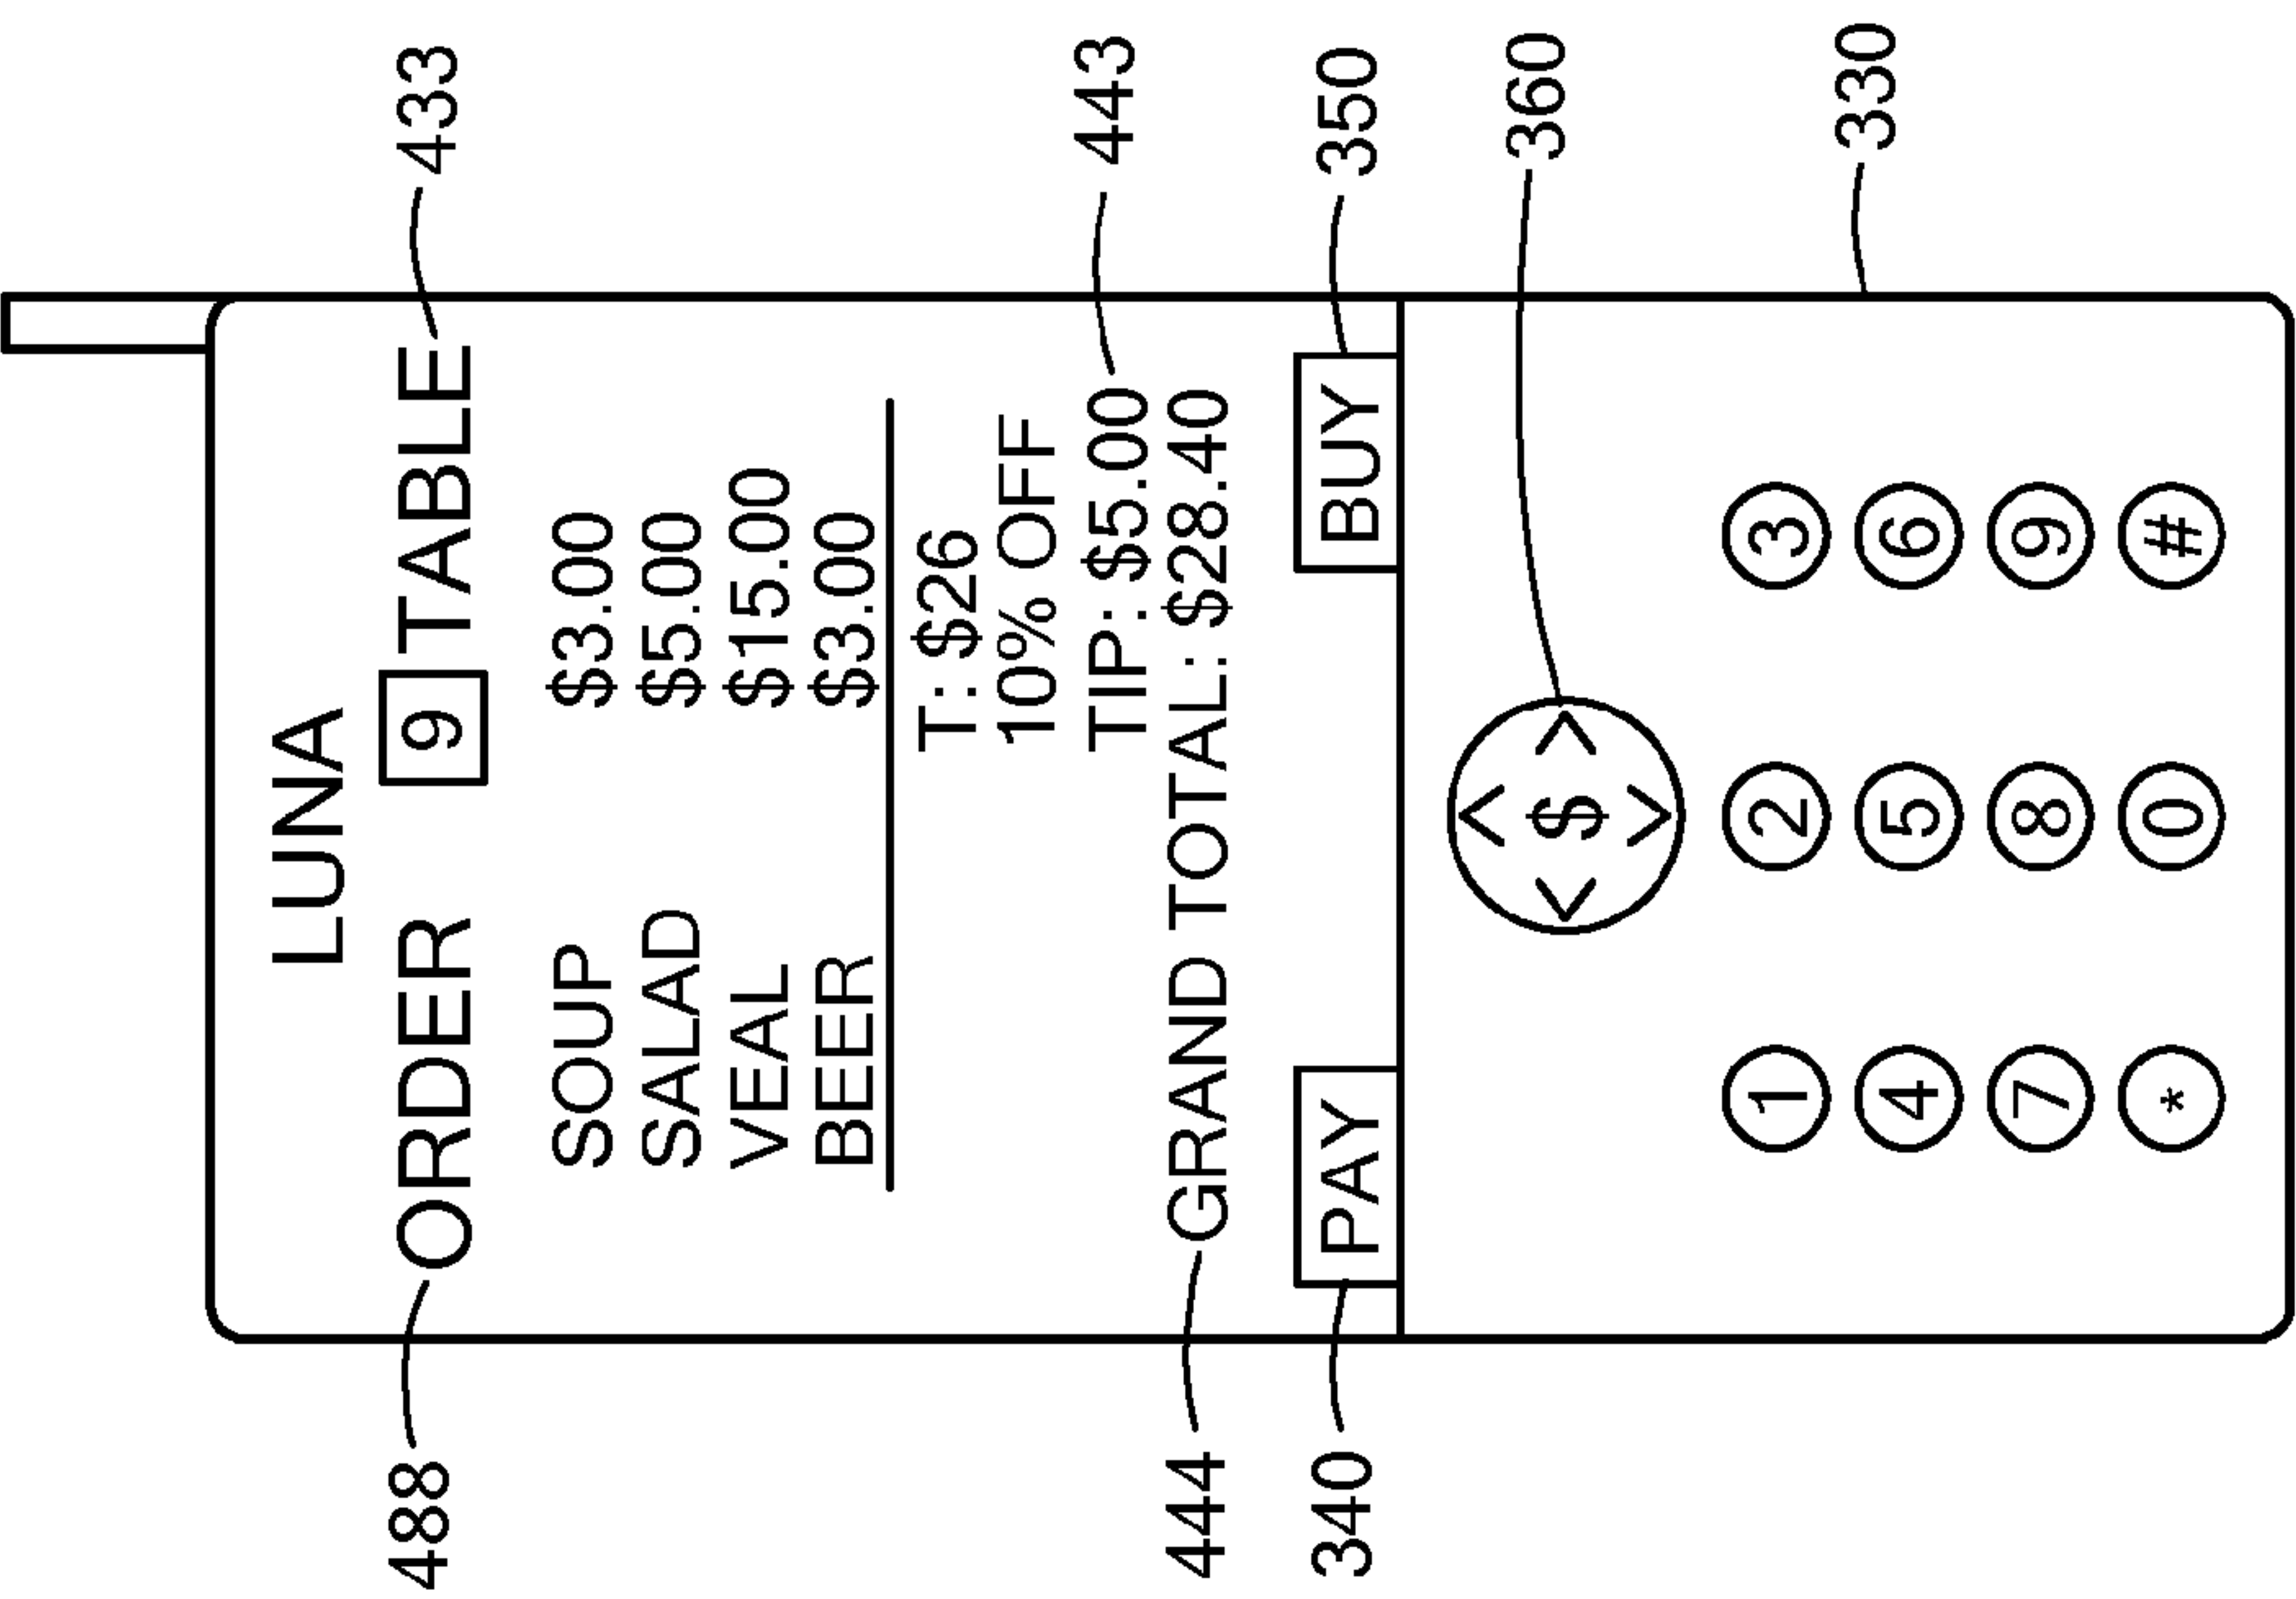 LUNA
488 ORDER 9 TABLE 433
SOUP $3.00
SALAD $5.00
VEAL $15.00
BEER $3.00
T: $26
10% OFF
TIP: $5.00 443
444 GRAND TOTAL: $28.40
340 PAY BUY 350
< ^ $ v > 360
1 2 3
4 5 6
7 8 9
* 0 #
330